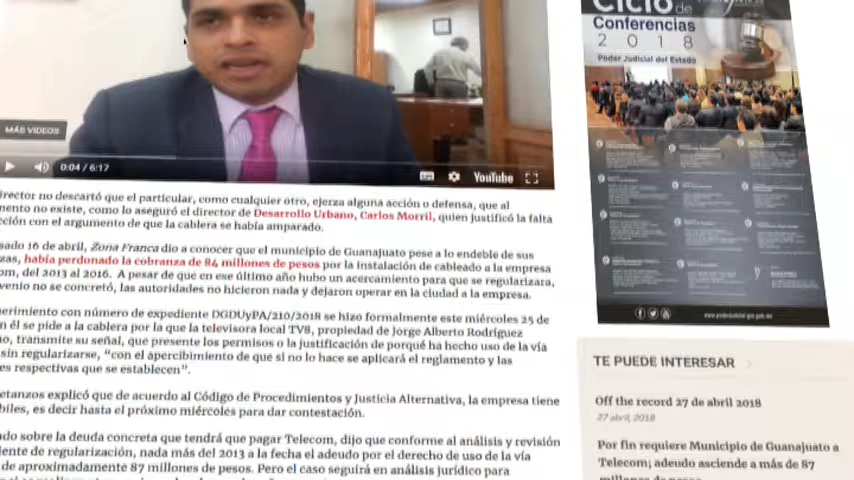 MÁS VIDEOS
0:04 / 6:17
YouTube
irector no descartó que el particular, como cualquier otro, ejerza alguna acción o defensa, que al
mento no existe, como lo aseguró el director de Desarrollo Urbano, Carlos Morril, quien justificó la falta
cción con el argumento de que la cablera se había amparado.
sado 16 de abril, Zona Franca dio a conocer que el municipio de Guanajuato pese a lo endeble de sus
zas, había perdonado la cobranza de 84 millones de pesos por la instalación de cableado a la empresa
om, del 2013 al 2016. A pesar de que en ese último año hubo un acercamiento para que se regularizara,
venio no se concretó, las autoridades no hicieron nada y dejaron operar en la ciudad a la empresa.
uerimiento con número de expediente DGDUyPA/210/2018 se hizo formalmente este miércoles 25 de
n él se pide a la cablera por la que la televisora local TV8, propiedad de Jorge Alberto Rodríguez
no, transmite su señal, que presente los permisos o la justificación de porqué ha hecho uso de la vía
sin regularizarse, “con el apercibimiento de que si no lo hace se aplicará el reglamento y las
es respectivas que se establecen”.
etanzos explicó que de acuerdo al Código de Procedimientos y Justicia Alternativa, la empresa tiene
biles, es decir hasta el próximo miércoles para dar contestación.
ado sobre la deuda concreta que tendrá que pagar Telecom, dijo que conforme al análisis y revisión
iente de regularización, nada más del 2013 a la fecha el adeudo por el derecho de uso de la vía
de aproximadamente 87 millones de pesos. Pero el caso seguirá en análisis jurídico para
Ciclo de
Conferencias
2018
Poder Judicial del Estado
TE PUEDE INTERESAR
Off the record 27 de abril 2018
27 abril, 2018
Por fin requiere Municipio de Guanajuato a
Telecom; adeudo asciende a más de 87
millones de pesos